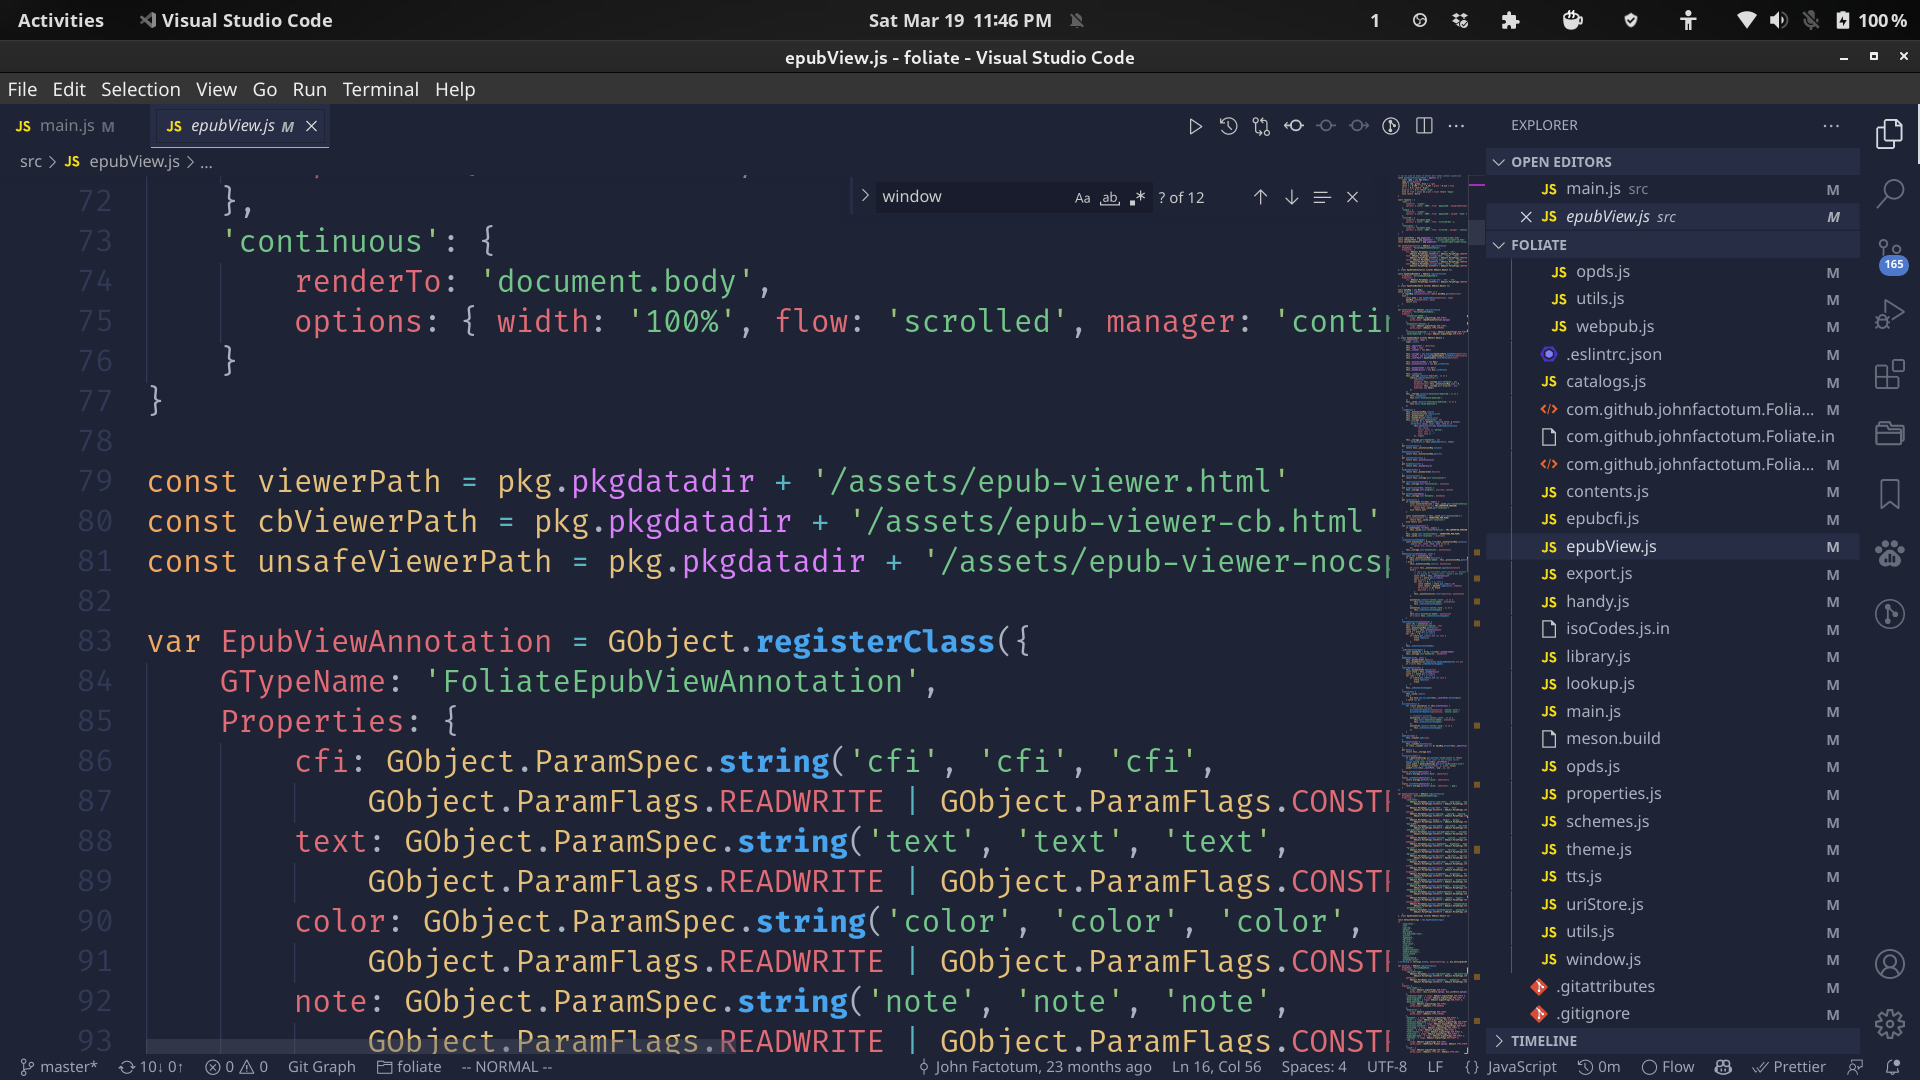 Activities
Visual Studio Code
Sat Mar 19 11:46 PM
1
100 %
epubView.js - foliate - Visual Studio Code
File Edit Selection View Go Run Terminal Help
JS main.js M
JS epubView.js M
src > JS epubView.js > ...
window
Aa ab .*
? of 12
72 },
73 'continuous': {
74 renderTo: 'document.body',
75 options: { width: '100%', flow: 'scrolled', manager: 'contin
76 }
77 }
78
79 const viewerPath = pkg.pkgdatadir + '/assets/epub-viewer.html'
80 const cbViewerPath = pkg.pkgdatadir + '/assets/epub-viewer-cb.html'
81 const unsafeViewerPath = pkg.pkgdatadir + '/assets/epub-viewer-nocsp
82
83 var EpubViewAnnotation = GObject.registerClass({
84 GTypeName: 'FoliateEpubViewAnnotation',
85 Properties: {
86 cfi: GObject.ParamSpec.string('cfi', 'cfi', 'cfi',
87 GObject.ParamFlags.READWRITE | GObject.ParamFlags.CONSTR
88 text: GObject.ParamSpec.string('text', 'text', 'text',
89 GObject.ParamFlags.READWRITE | GObject.ParamFlags.CONSTR
90 color: GObject.ParamSpec.string('color', 'color', 'color',
91 GObject.ParamFlags.READWRITE | GObject.ParamFlags.CONSTR
92 note: GObject.ParamSpec.string('note', 'note', 'note',
93 GObject.ParamFlags.READWRITE | GObject.ParamFlags.CONSTR
EXPLORER
OPEN EDITORS
JS main.js src M
JS epubView.js src M
FOLIATE
JS opds.js M
JS utils.js M
JS webpub.js M
.eslintrc.json M
JS catalogs.js M
com.github.johnfactotum.Folia... M
com.github.johnfactotum.Foliate.in M
com.github.johnfactotum.Folia... M
JS contents.js M
JS epubcfi.js M
JS epubView.js M
JS export.js M
JS handy.js M
isoCodes.js.in M
JS library.js M
JS lookup.js M
JS main.js M
meson.build M
JS opds.js M
JS properties.js M
JS schemes.js M
JS theme.js M
JS tts.js M
JS uriStore.js M
JS utils.js M
JS window.js M
.gitattributes M
.gitignore M
TIMELINE
165
master* 10↓ 0↑ 0 0 Git Graph foliate -- NORMAL --
John Factotum, 23 months ago Ln 16, Col 56 Spaces: 4 UTF-8 LF { } JavaScript 0m Flow Prettier